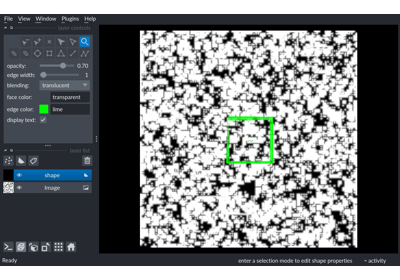 File View Window Plugins Help
layer controls
opacity: 0.70
edge width: 1
blending: translucent
face color: transparent
edge color: lime
display text:
layer list
shape
Image
Ready enter a selection mode to edit shape properties activity